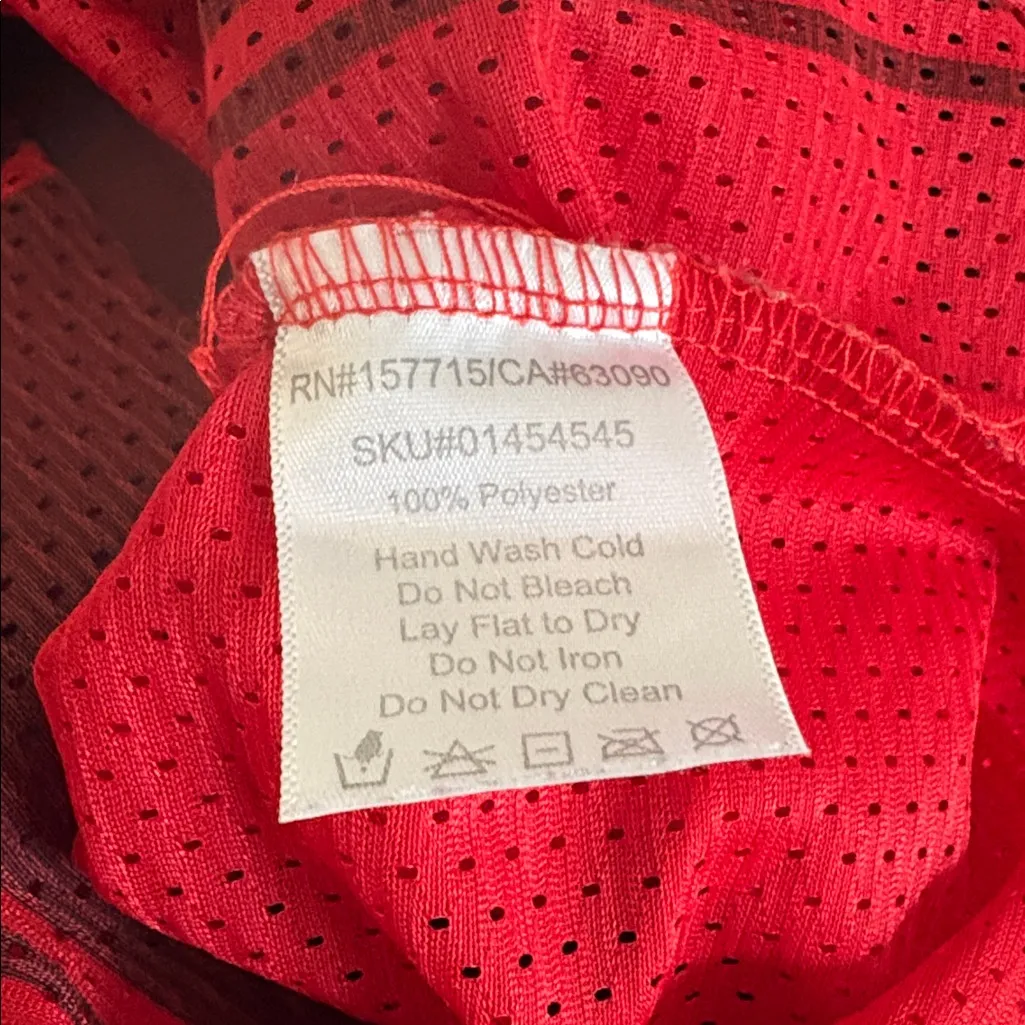 RN#157715/CA#63090
SKU#01454545
100% Polyester
Hand Wash Cold
Do Not Bleach
Lay Flat to Dry
Do Not Iron
Do Not Dry Clean